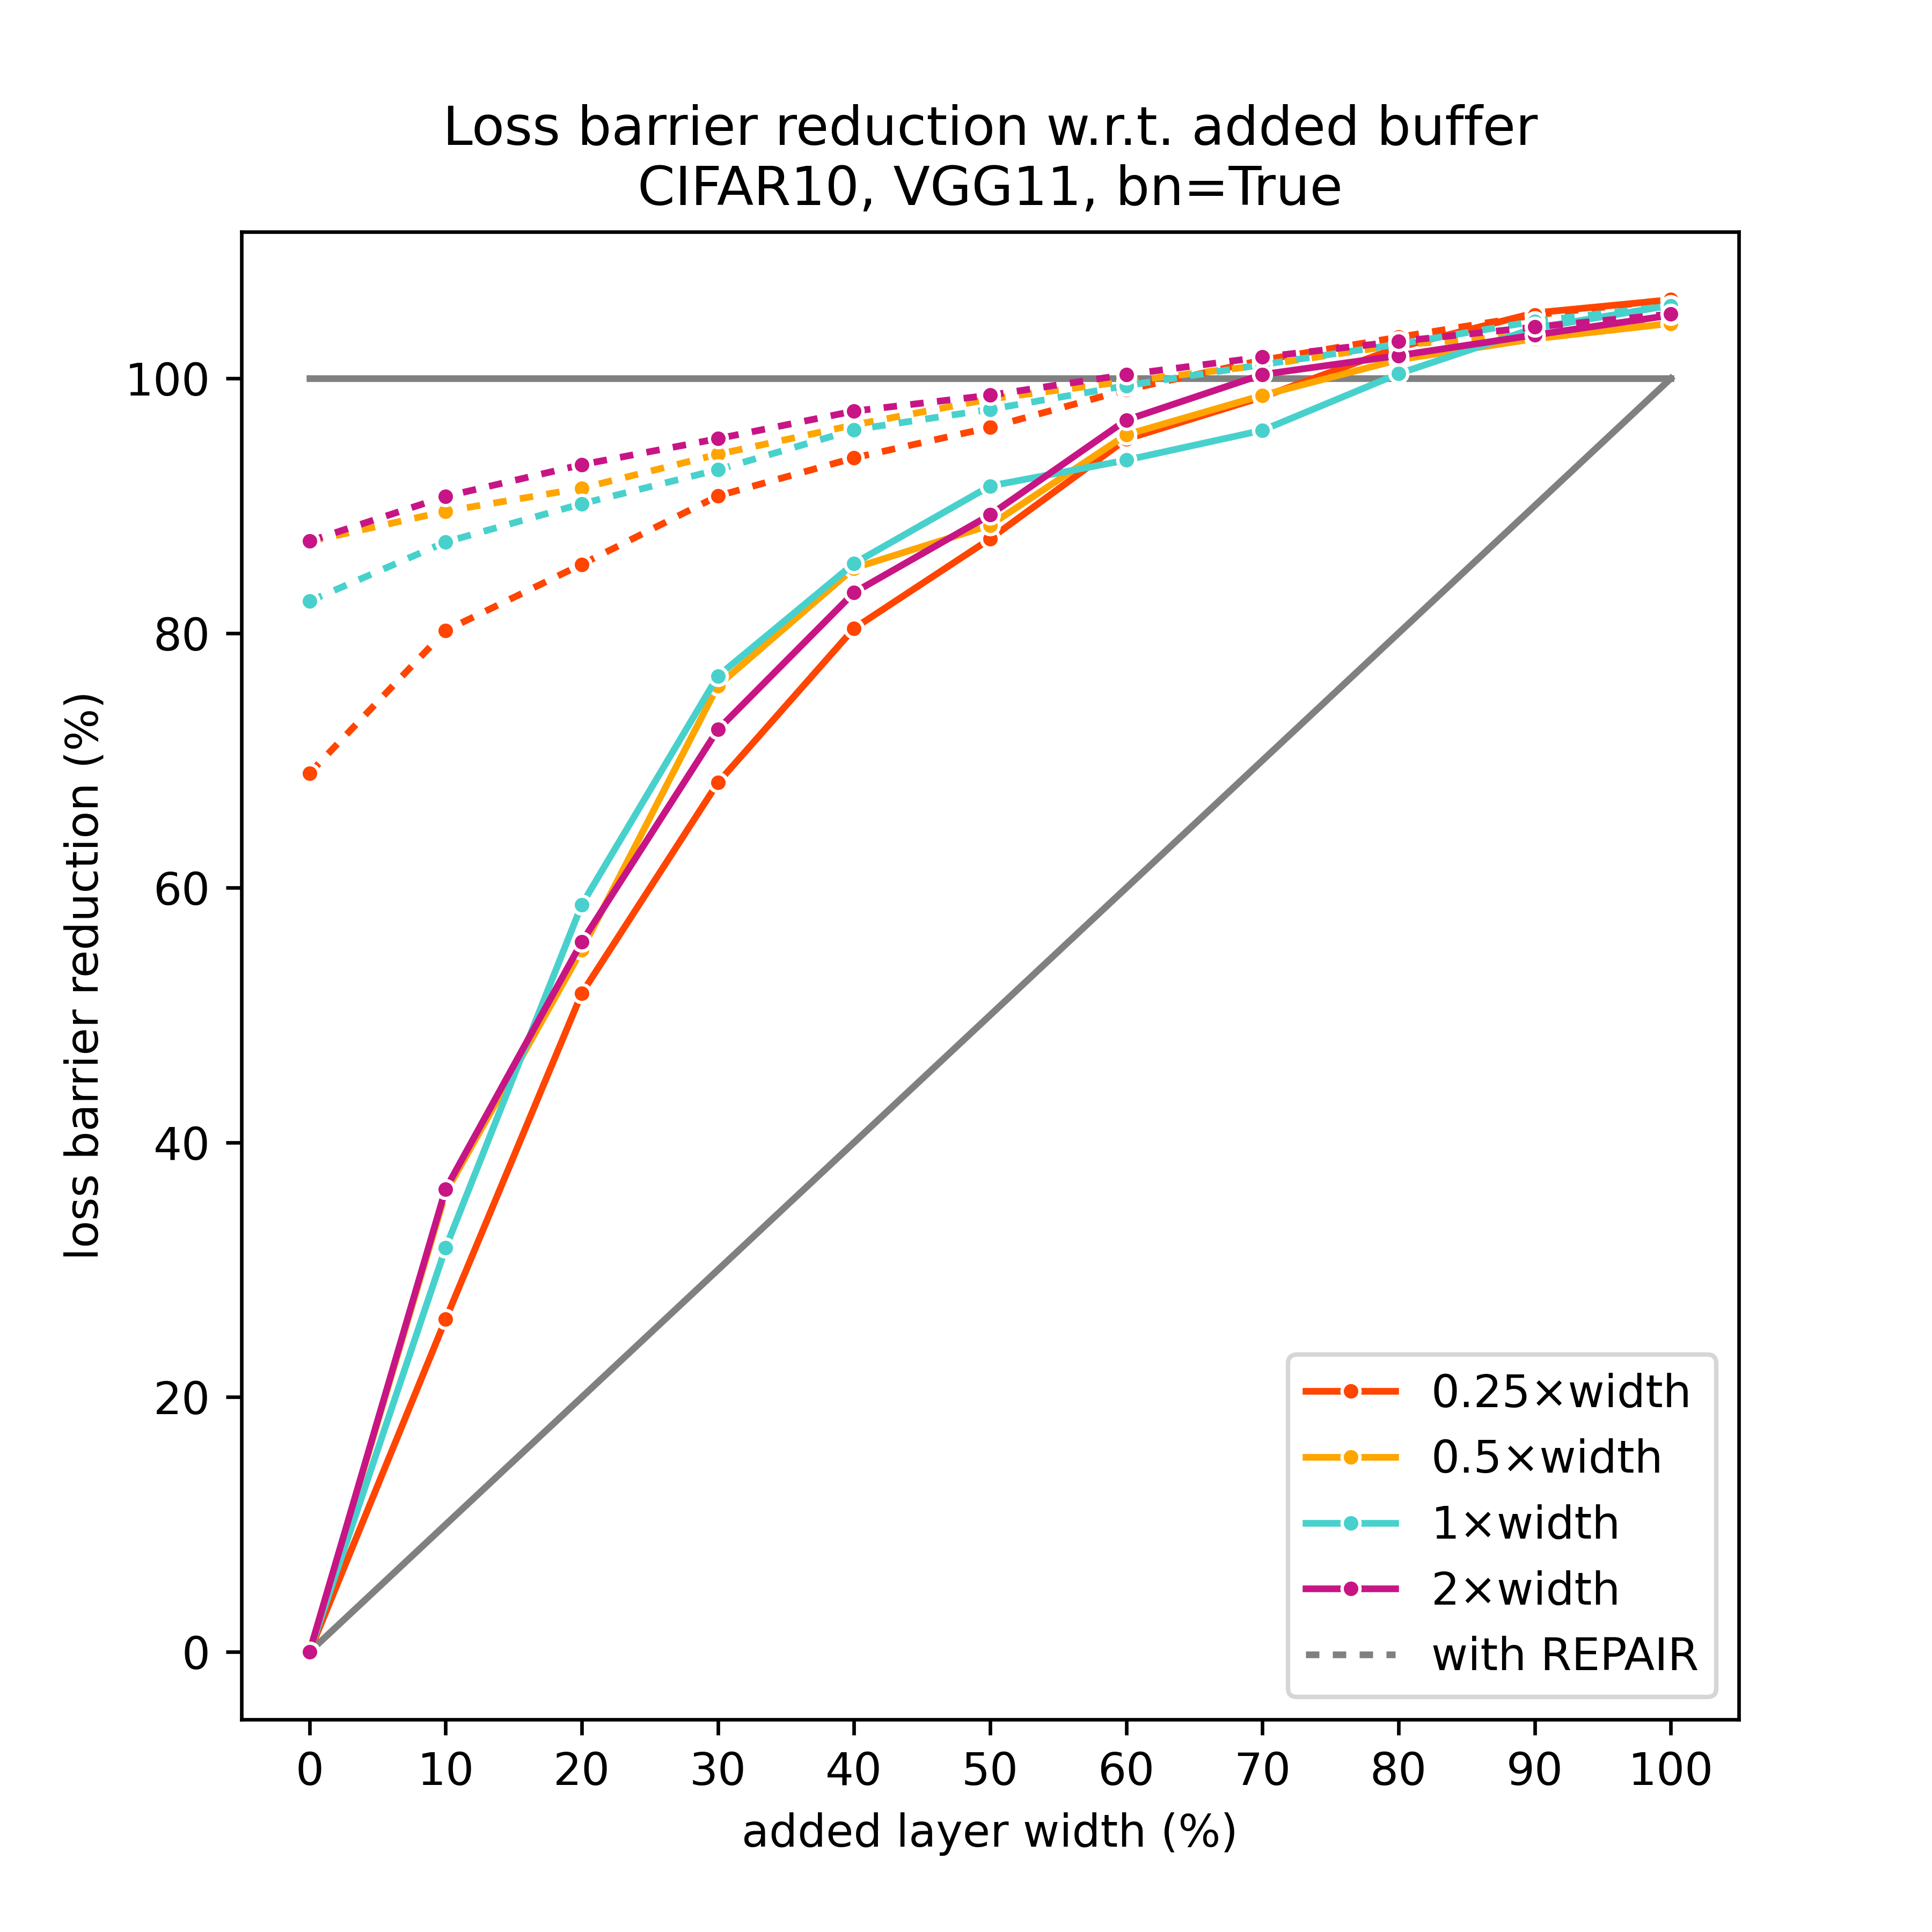 Loss barrier reduction w.r.t. added buffer
CIFAR10, VGG11, bn=True
loss barrier reduction (%)
100
80
60
40
20
0
0.25×width
0.5×width
1×width
2×width
with REPAIR
0 10 20 30 40 50 60 70 80 90 100
added layer width (%)